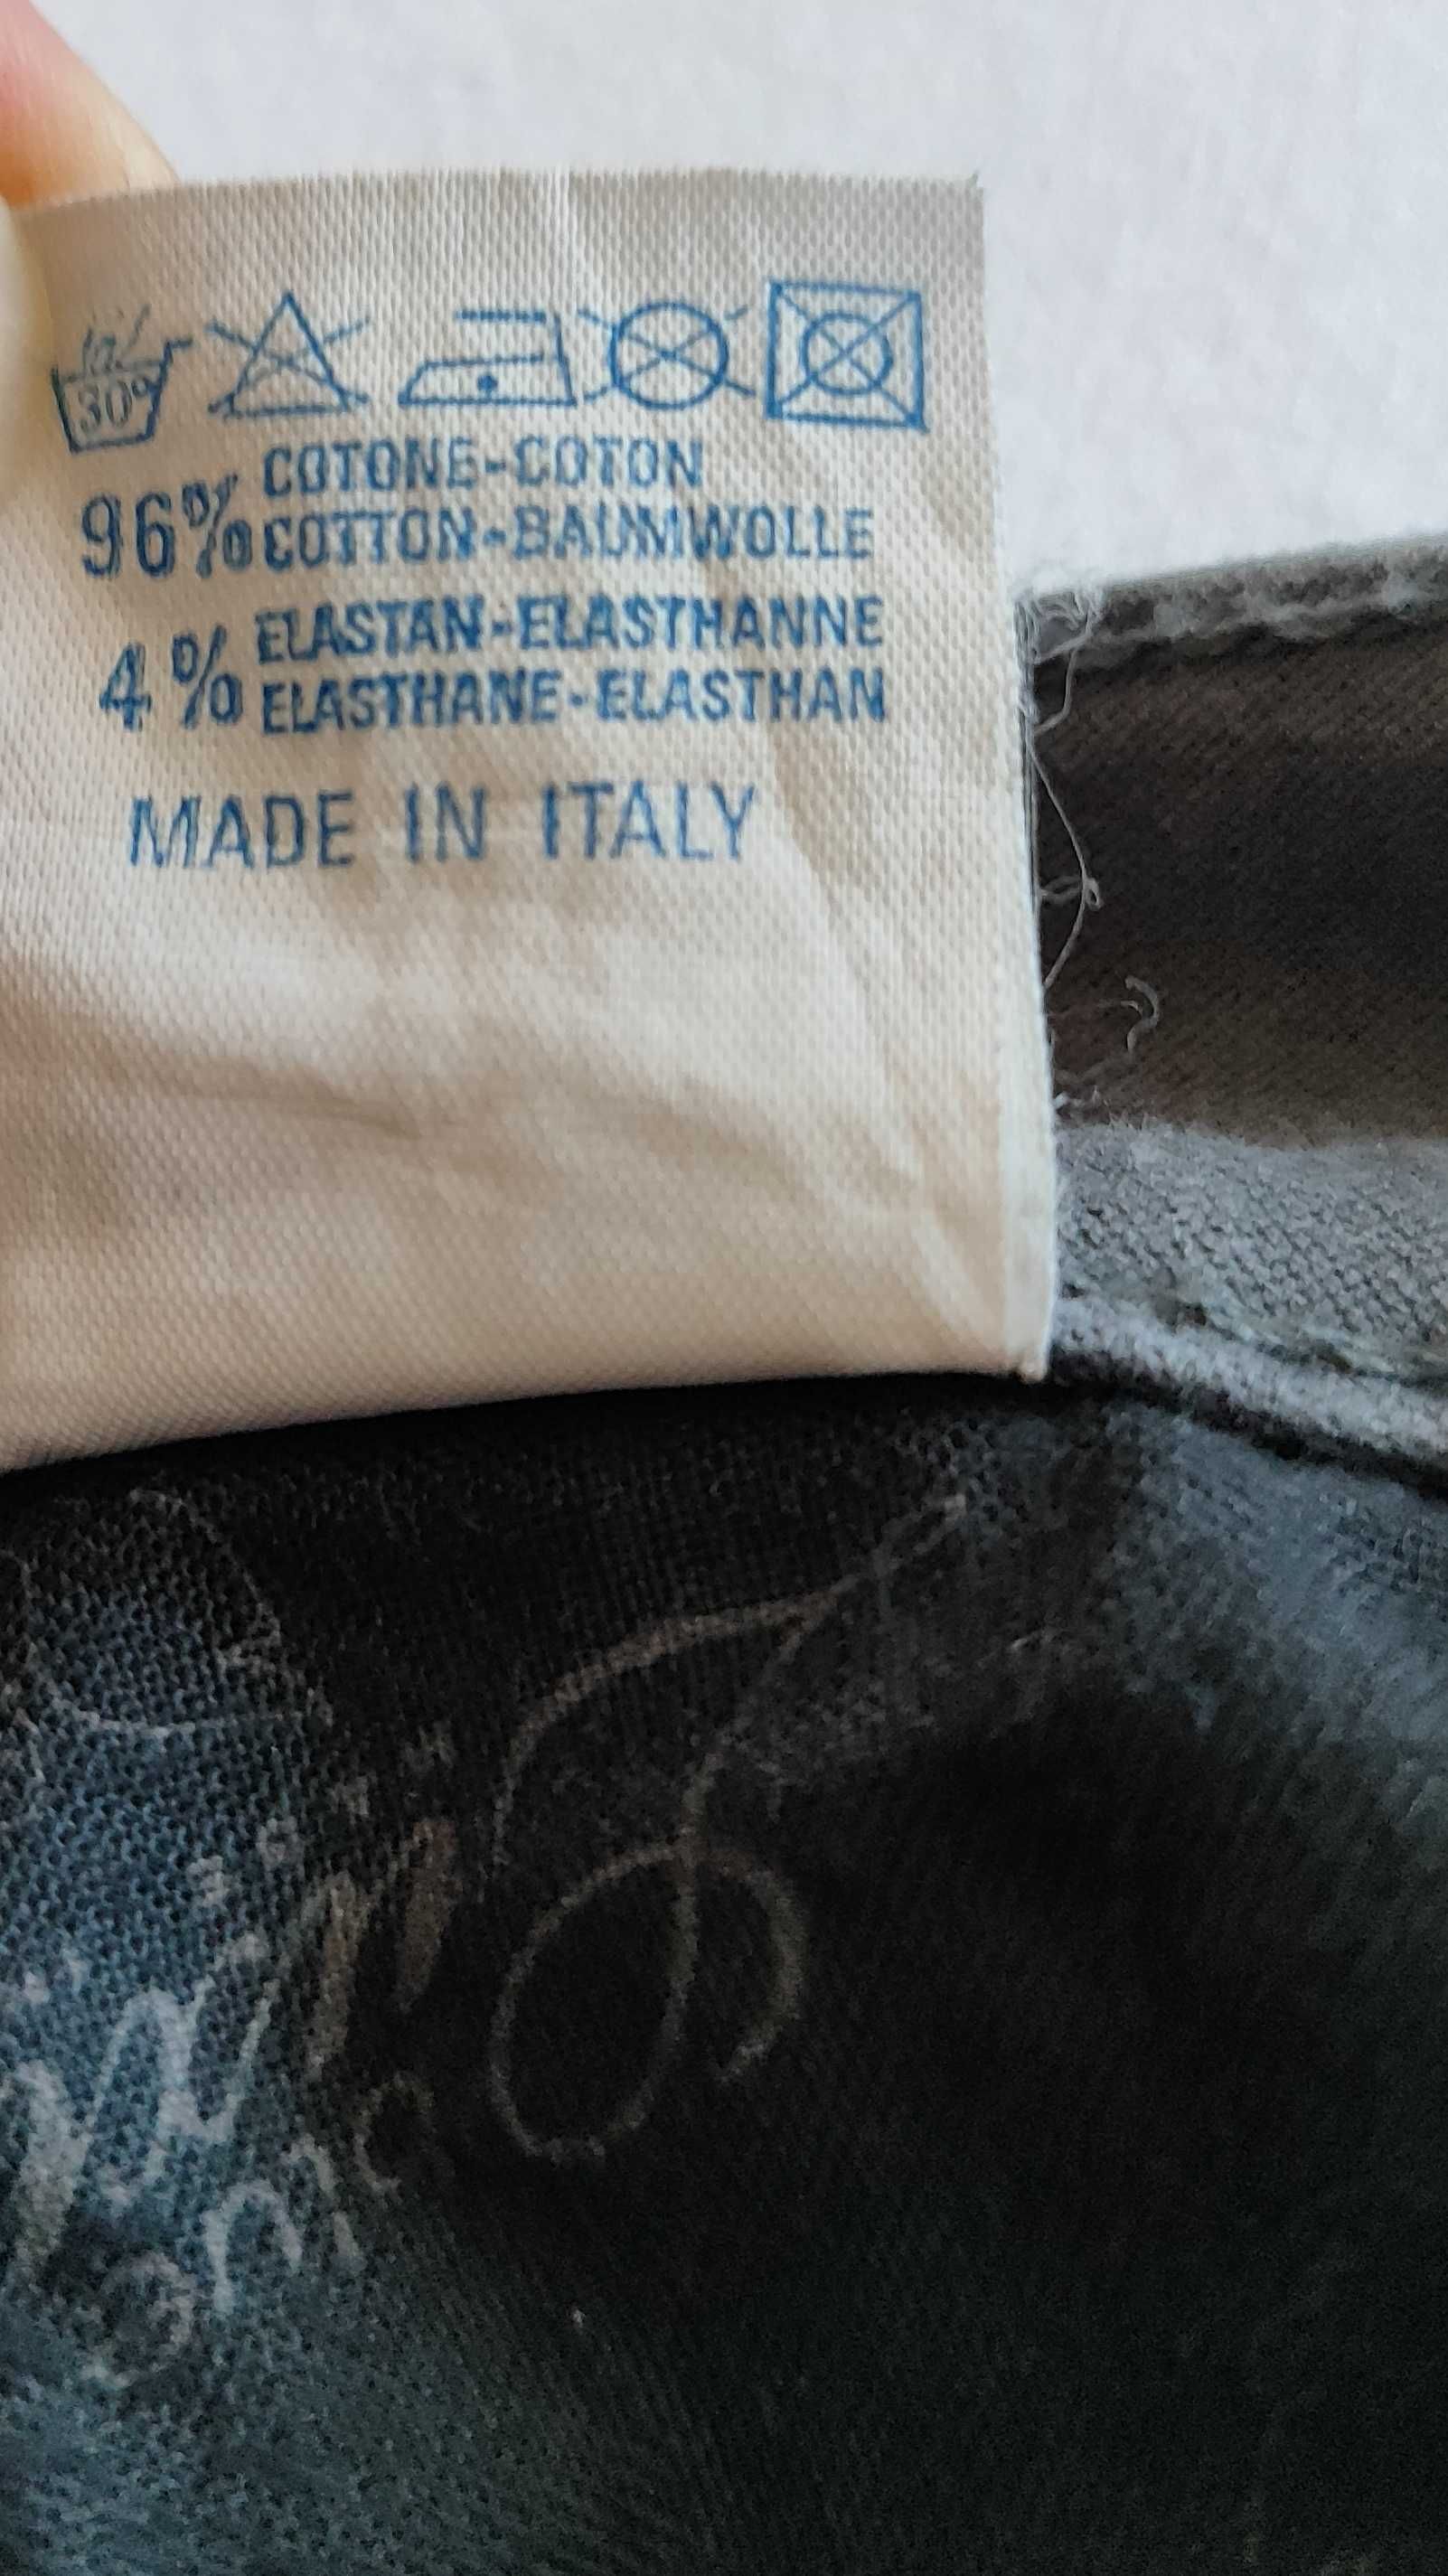 30°
96% COTONE-COTON
COTTON-BAUMWOLLE
4% ELASTAN-ELASTHANNE
ELASTHANE-ELASTHAN
MADE IN ITALY